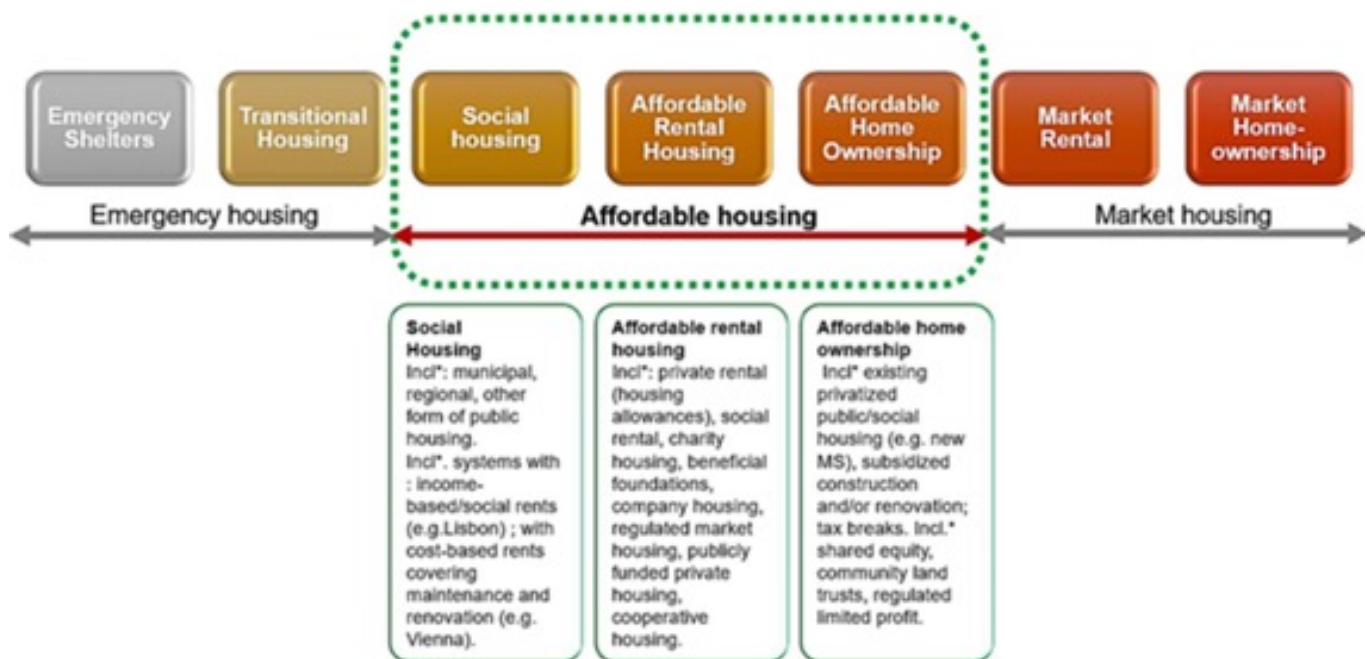 Emergency
Shelters
Transitional
Housing
Social
housing
Affordable
Rental
Housing
Affordable
Home
Ownership
Market
Rental
Market
Home-
ownership
Emergency housing
Affordable housing
Market housing
Social
Housing
Incl*: municipal,
regional, other
form of public
housing.
Incl*. systems with
: income-
based/social rents
(e.g.Lisbon) ; with
cost-based rents
covering
maintenance and
renovation (e.g.
Vienna).
Affordable rental
housing
Incl*: private rental
(housing
allowances), social
rental, charity
housing, beneficial
foundations,
company housing,
regulated market
housing, publicly
funded private
housing,
cooperative
housing.
Affordable home
ownership
Incl* existing
privatized
public/social
housing (e.g. new
MS), subsidized
construction
and/or renovation;
tax breaks. Incl.*
shared equity,
community land
trusts, regulated
limited profit.